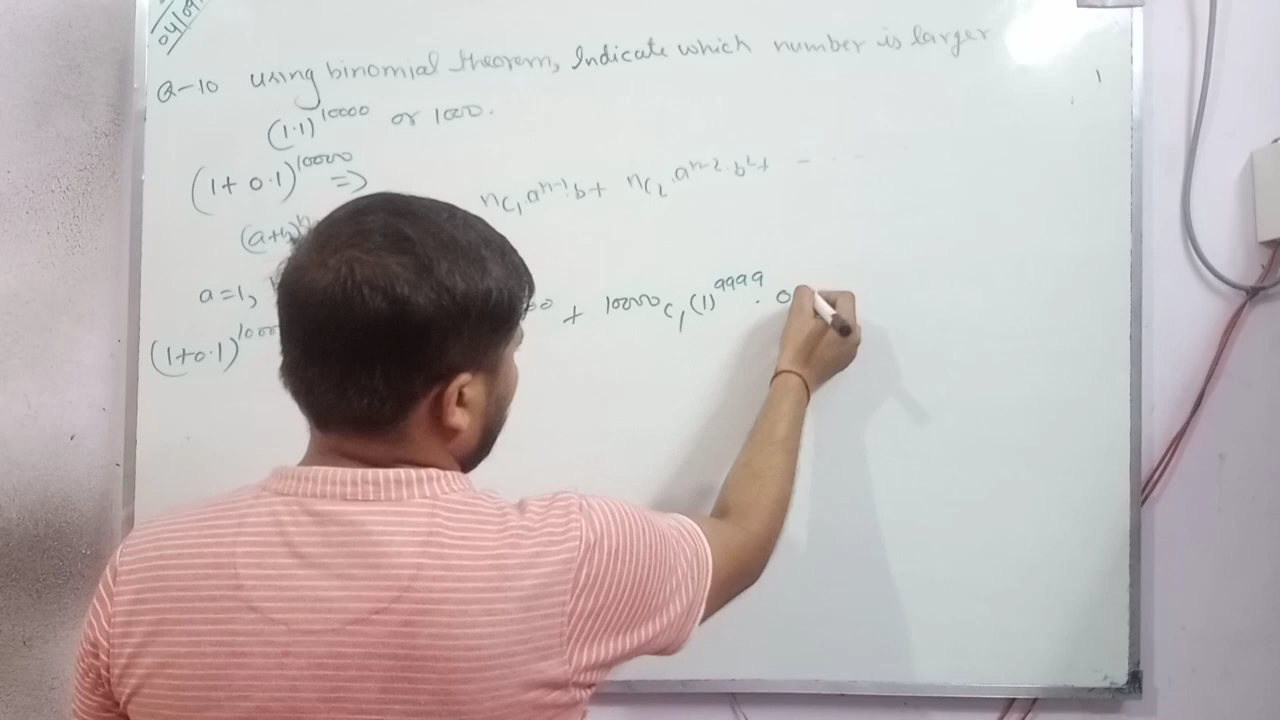 04/09
Q-10 using binomial theorem, Indicate which number is larger
(1.1)^10000 or 1000.
(1+0.1)^10000 =>
(a+b)^n nC₁ a^n-1.b + nC₂.a^n-2.b²+ - - - -
a=1,
(1+0.1)^1000 + 10000C₁(1)^9999 . 0